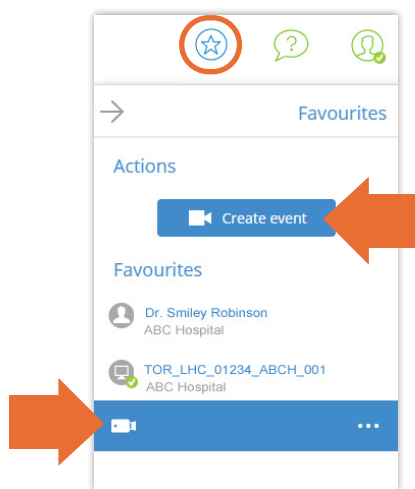 ?
Favourites
Actions
Create event
Favourites
Dr. Smiley Robinson
ABC Hospital
TOR_LHC_01234_ABCH_001
ABC Hospital